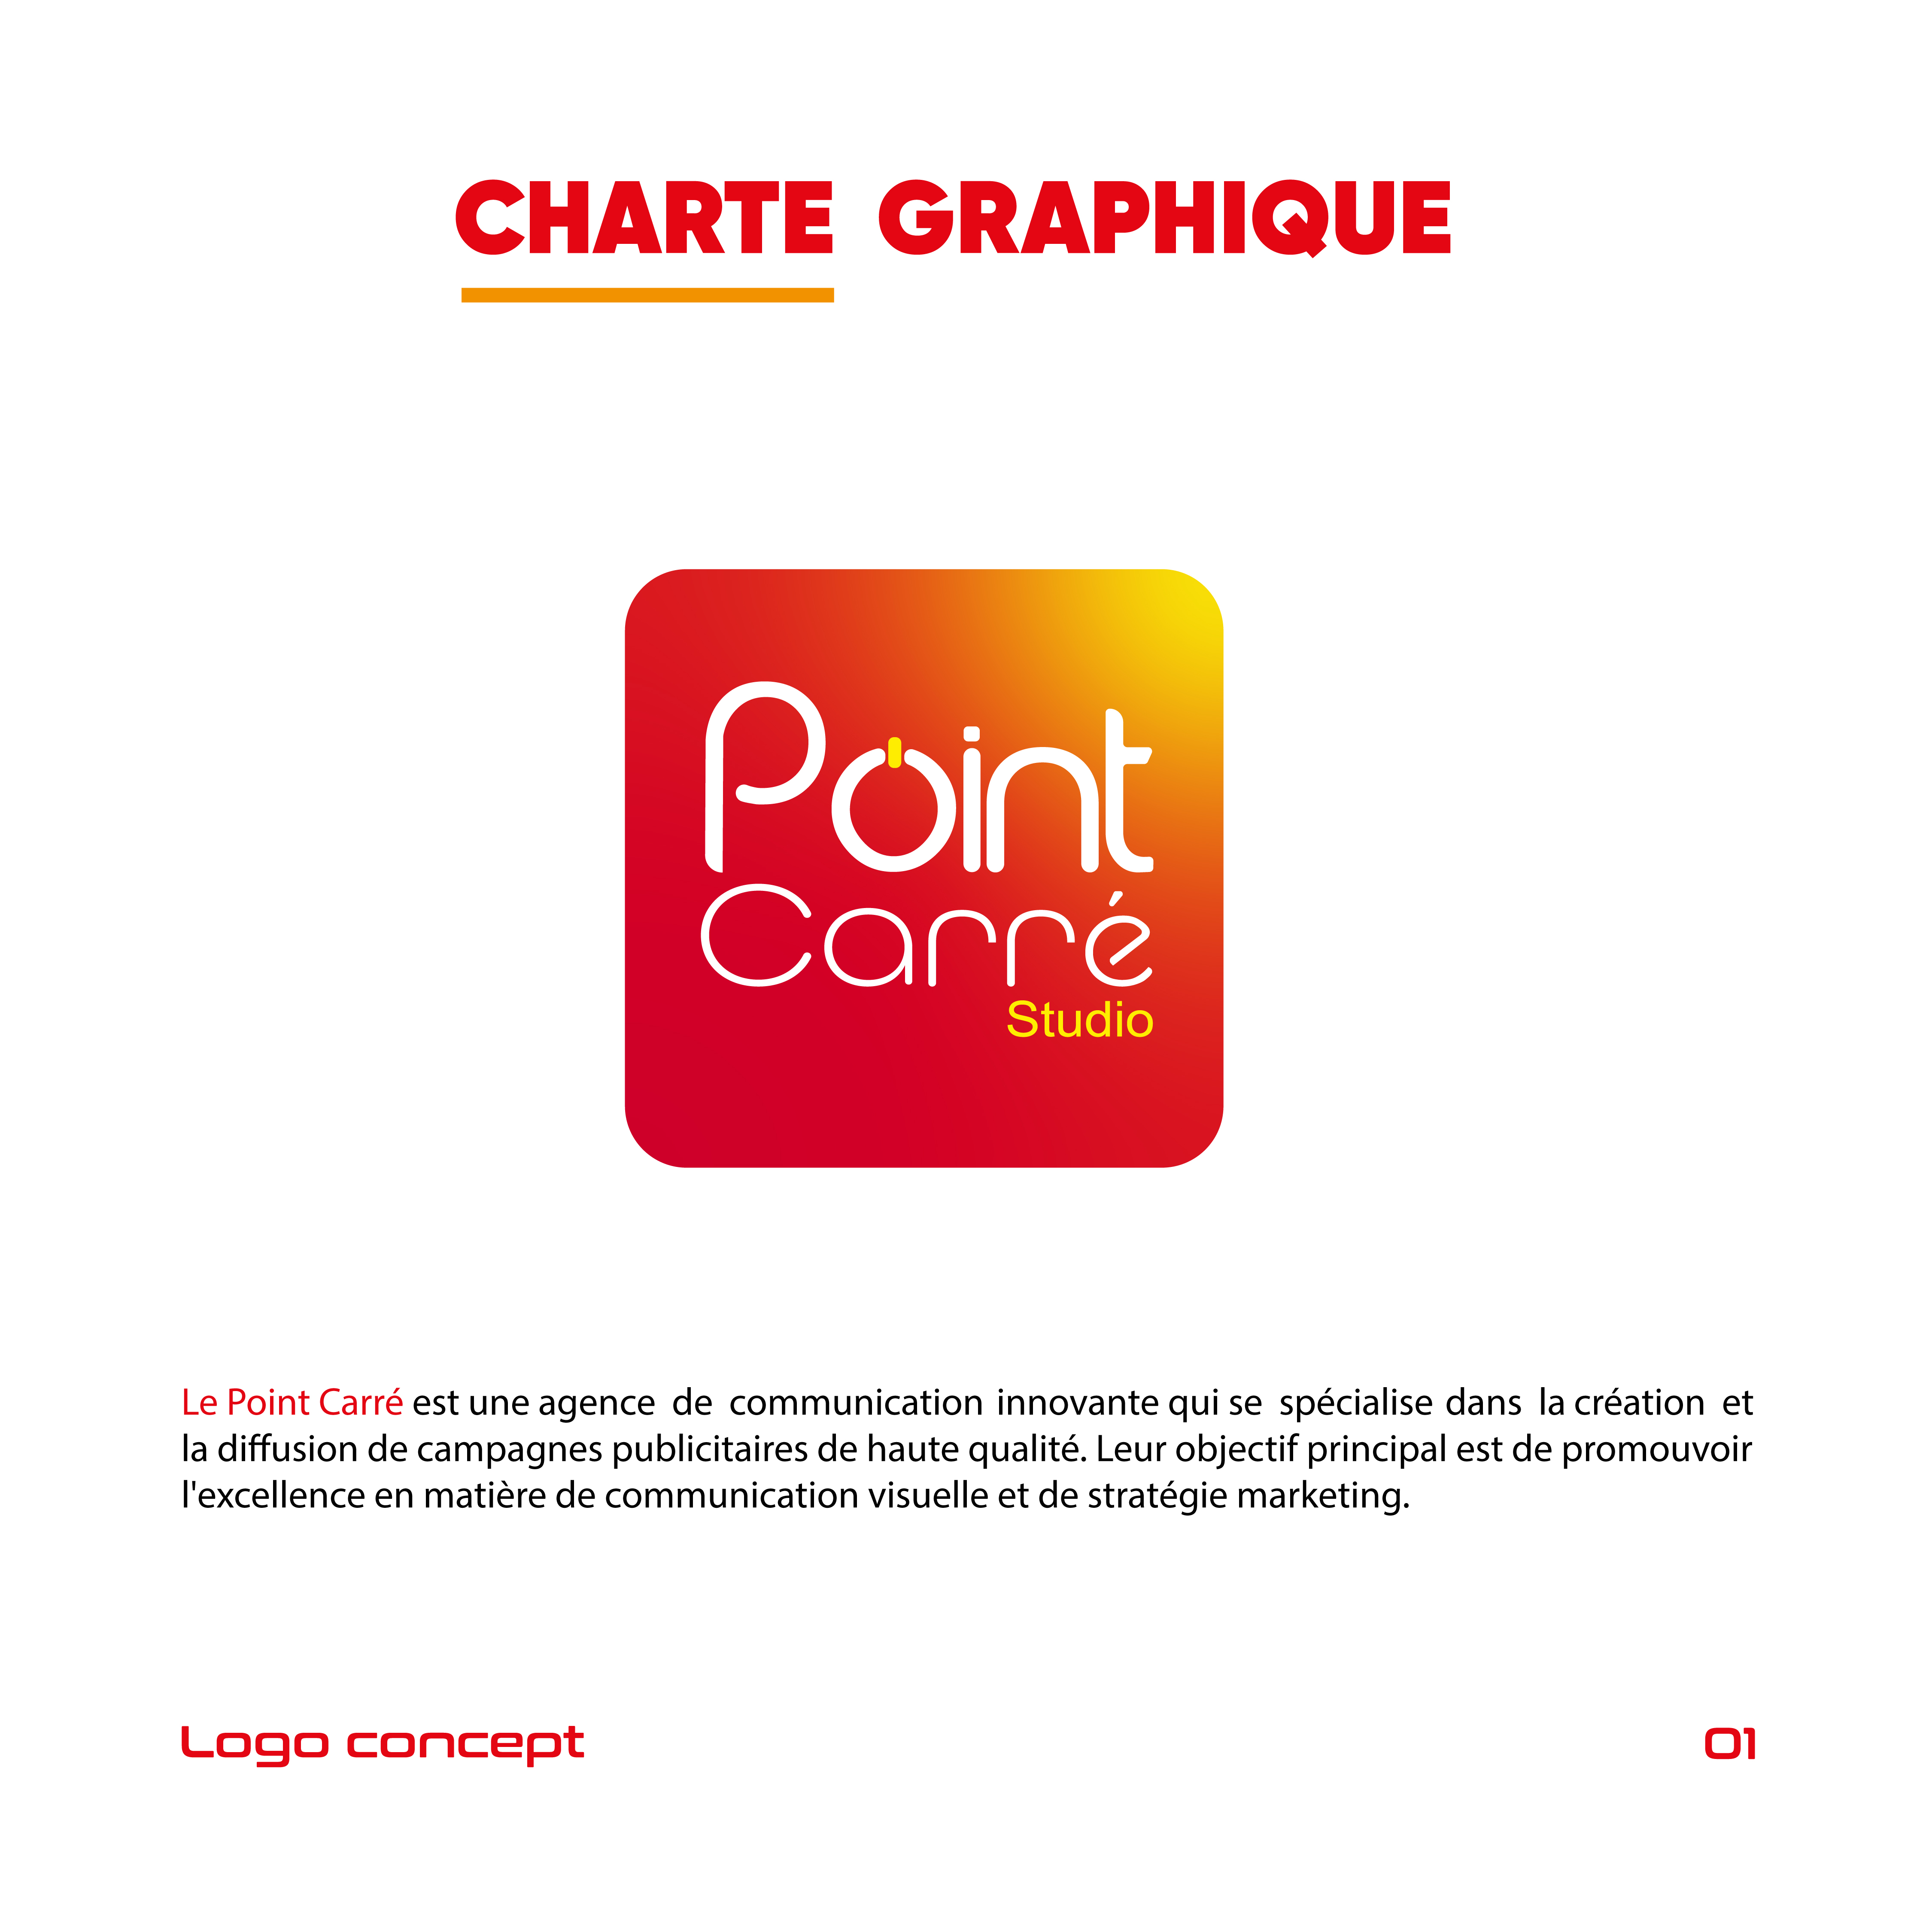 CHARTE GRAPHIQUE
Point
Carré
Studio
Le Point Carré est une agence de communication innovante qui se spécialise dans la création et
la diffusion de campagnes publicitaires de haute qualité. Leur objectif principal est de promouvoir
l'excellence en matière de communication visuelle et de stratégie marketing.
Logo concept
01